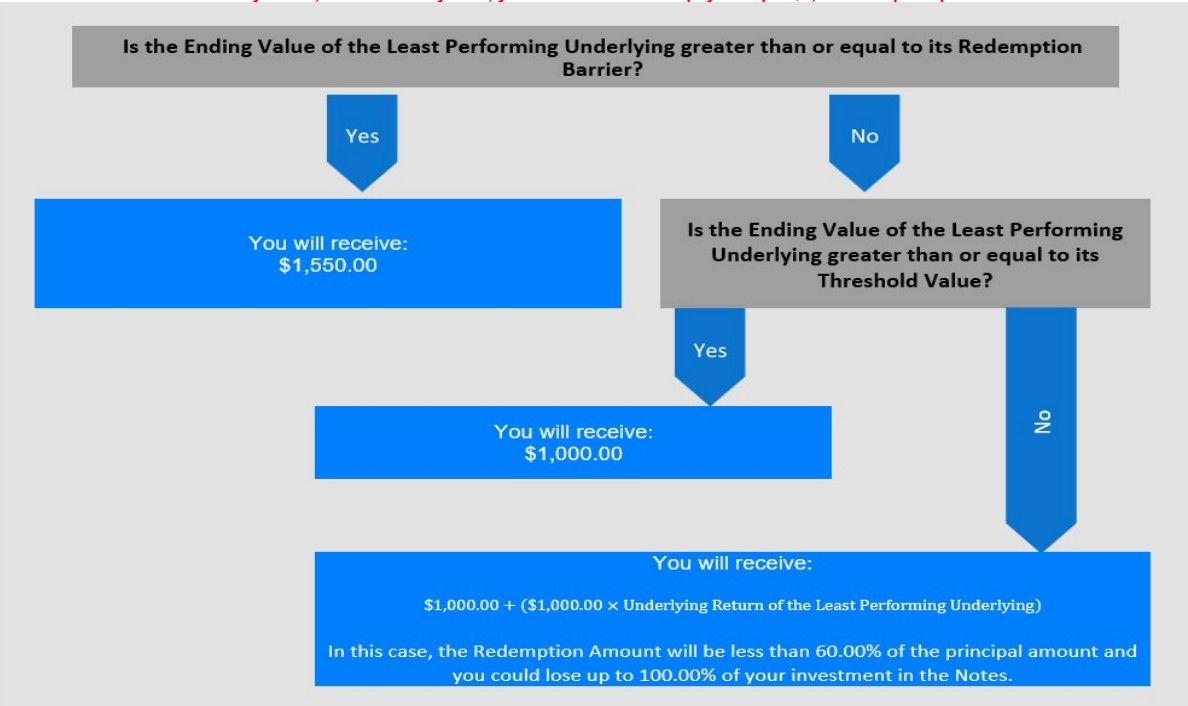 Is the Ending Value of the Least Performing Underlying greater than or equal to its Redemption
Barrier?
Yes
No
You will receive:
$1,550.00
Is the Ending Value of the Least Performing
Underlying greater than or equal to its
Threshold Value?
Yes
No
You will receive:
$1,000.00
You will receive:
$1,000.00 + ($1,000.00 × Underlying Return of the Least Performing Underlying)
In this case, the Redemption Amount will be less than 60.00% of the principal amount and
you could lose up to 100.00% of your investment in the Notes.